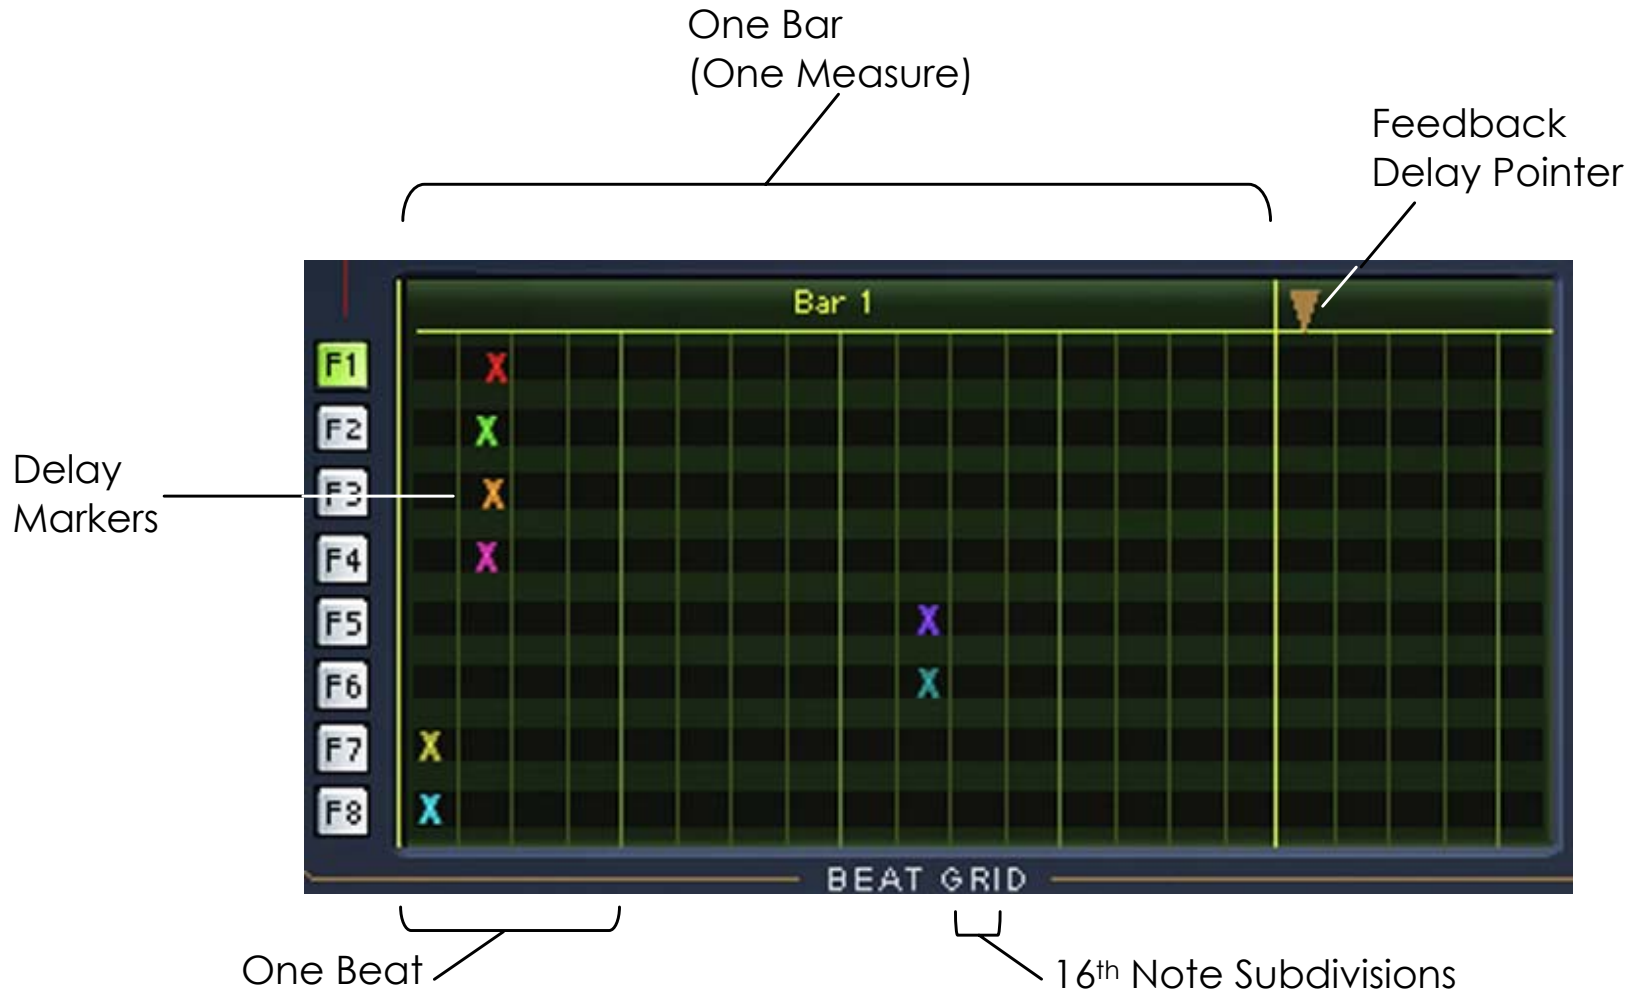 One Bar
(One Measure)
Feedback
Delay Pointer
Bar 1
F1
X
F2
X
Delay
Markers
F3
X
F4
X
F5
X
F6
X
F7
X
F8
X
BEAT GRID
One Beat
16th Note Subdivisions